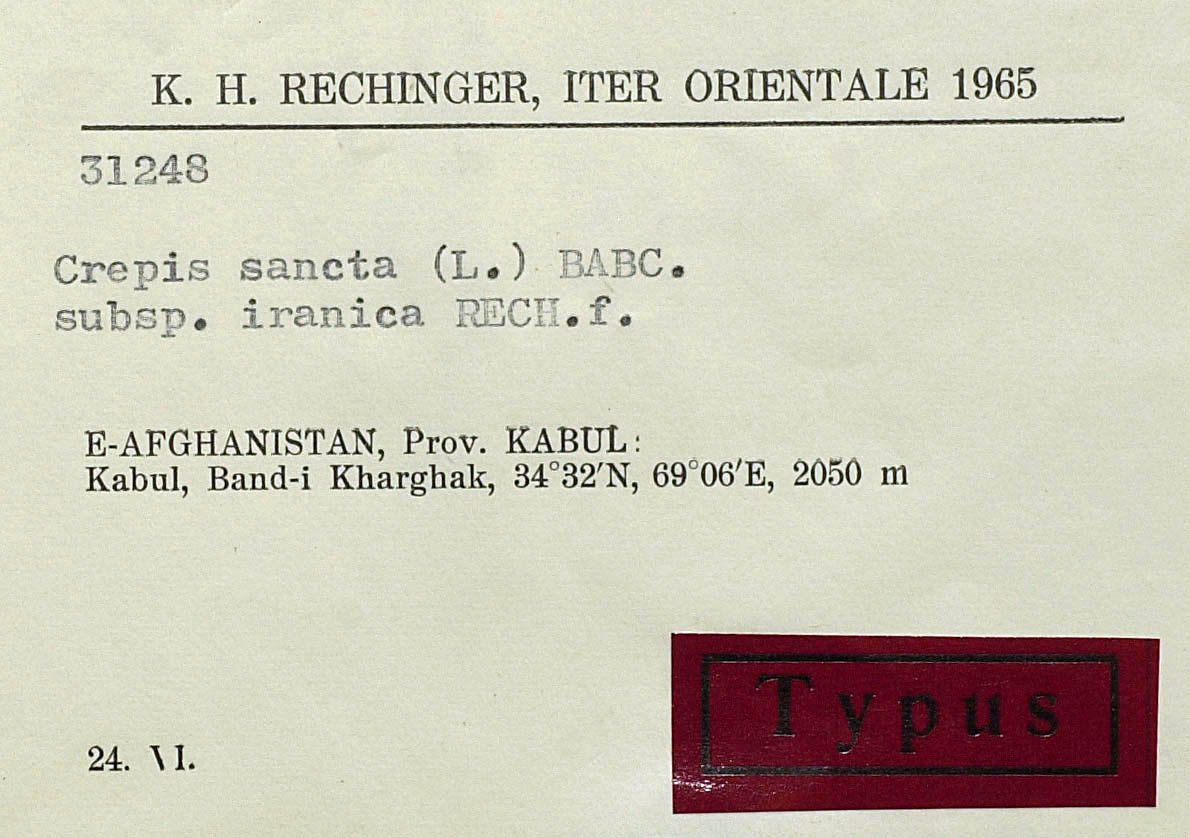 K. H. RECHINGER, ITER ORIENTALE 1965
31248
Crepis sancta (L.) BABC.
subsp. iranica RECH.f.
E-AFGHANISTAN, Prov. KABUL:
Kabul, Band-i Kharghak, 34°32′N, 69°06′E, 2050 m
24. VI.
Typus